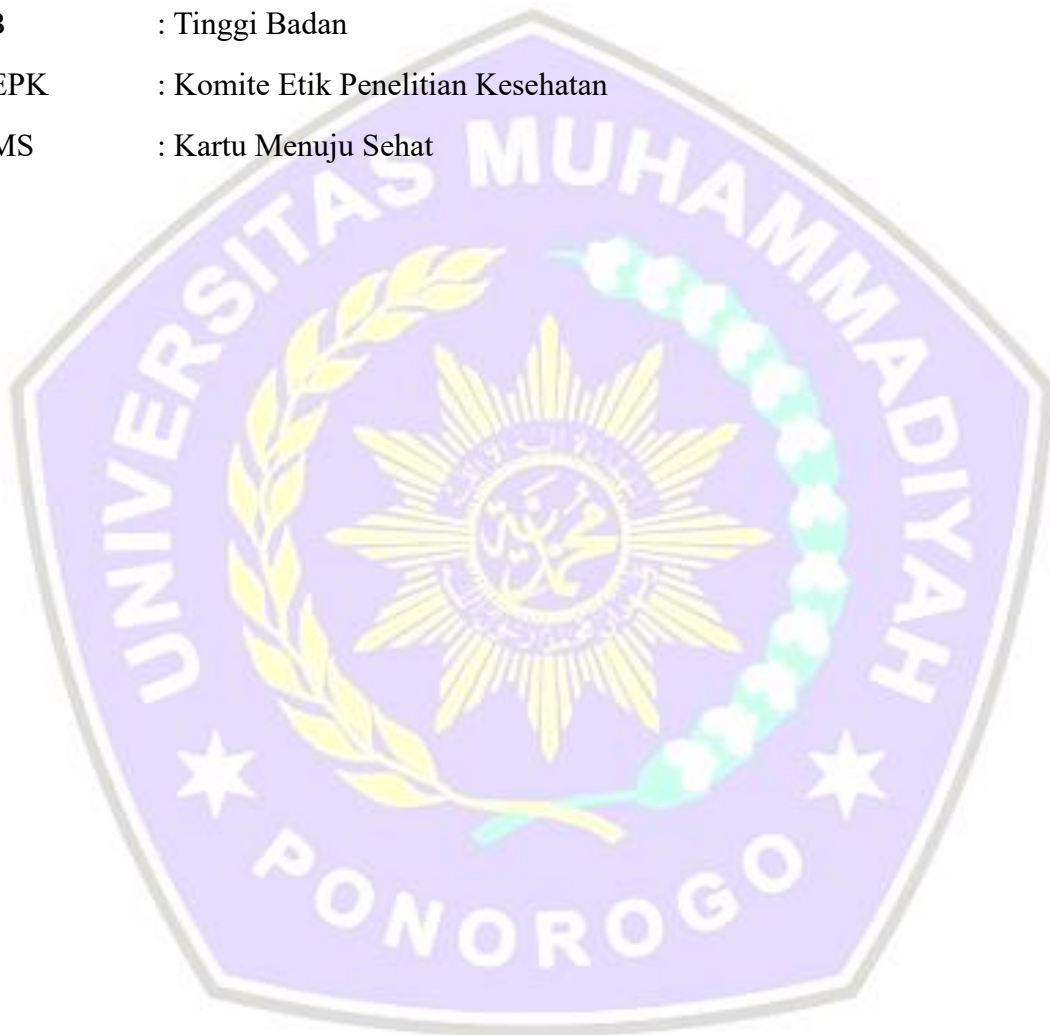 B : Tinggi Badan
EPK : Komite Etik Penelitian Kesehatan
MS : Kartu Menuju Sehat
UNIVERSITAS MUHAMMADIYAH
PONOROGO